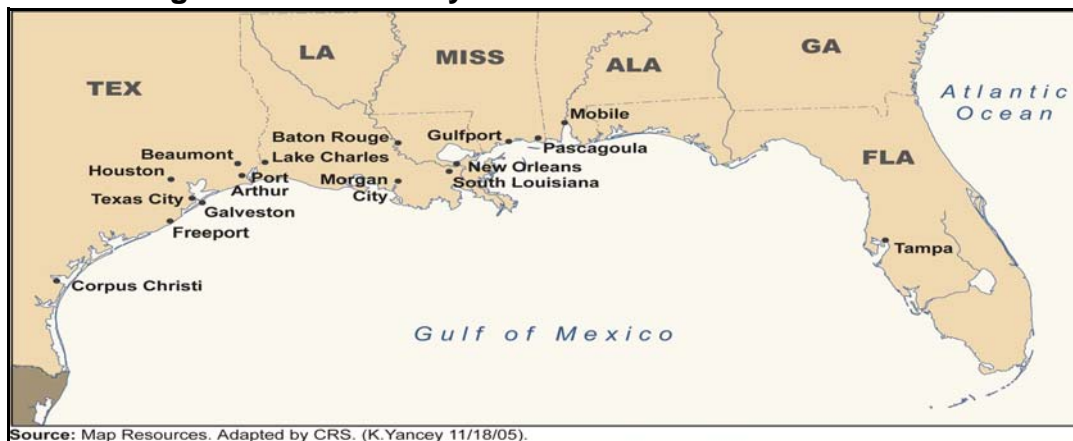 TEX
LA
MISS
ALA
GA
FLA
Atlantic
Ocean
Mobile
Baton Rouge
Gulfport
Pascagoula
Beaumont
Lake Charles
New Orleans
Houston
Port
Arthur
Morgan
City
South Louisiana
Texas City
Galveston
Freeport
Tampa
Corpus Christi
Gulf of Mexico
Source: Map Resources. Adapted by CRS. (K.Yancey 11/18/05).